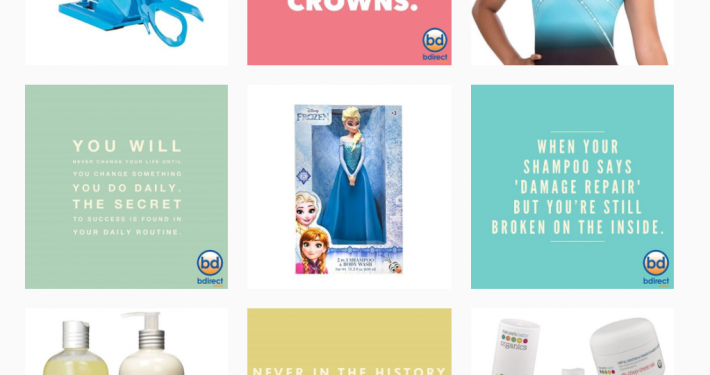 CROWNS.
bd
bdirect
YOU WILL
NEVER CHANGE YOUR LIFE UNTIL
YOU CHANGE SOMETHING
YOU DO DAILY.
THE SECRET
TO SUCCESS IS FOUND IN
YOUR DAILY ROUTINE.
bd
bdirect
Disney
FROZEN
2 in 1 SHAMPOO
& BODY WASH
WHEN YOUR
SHAMPOO SAYS
'DAMAGE REPAIR'
BUT YOU'RE STILL
BROKEN ON THE INSIDE.
bd
bdirect
NEVER IN THE HISTORY
organics